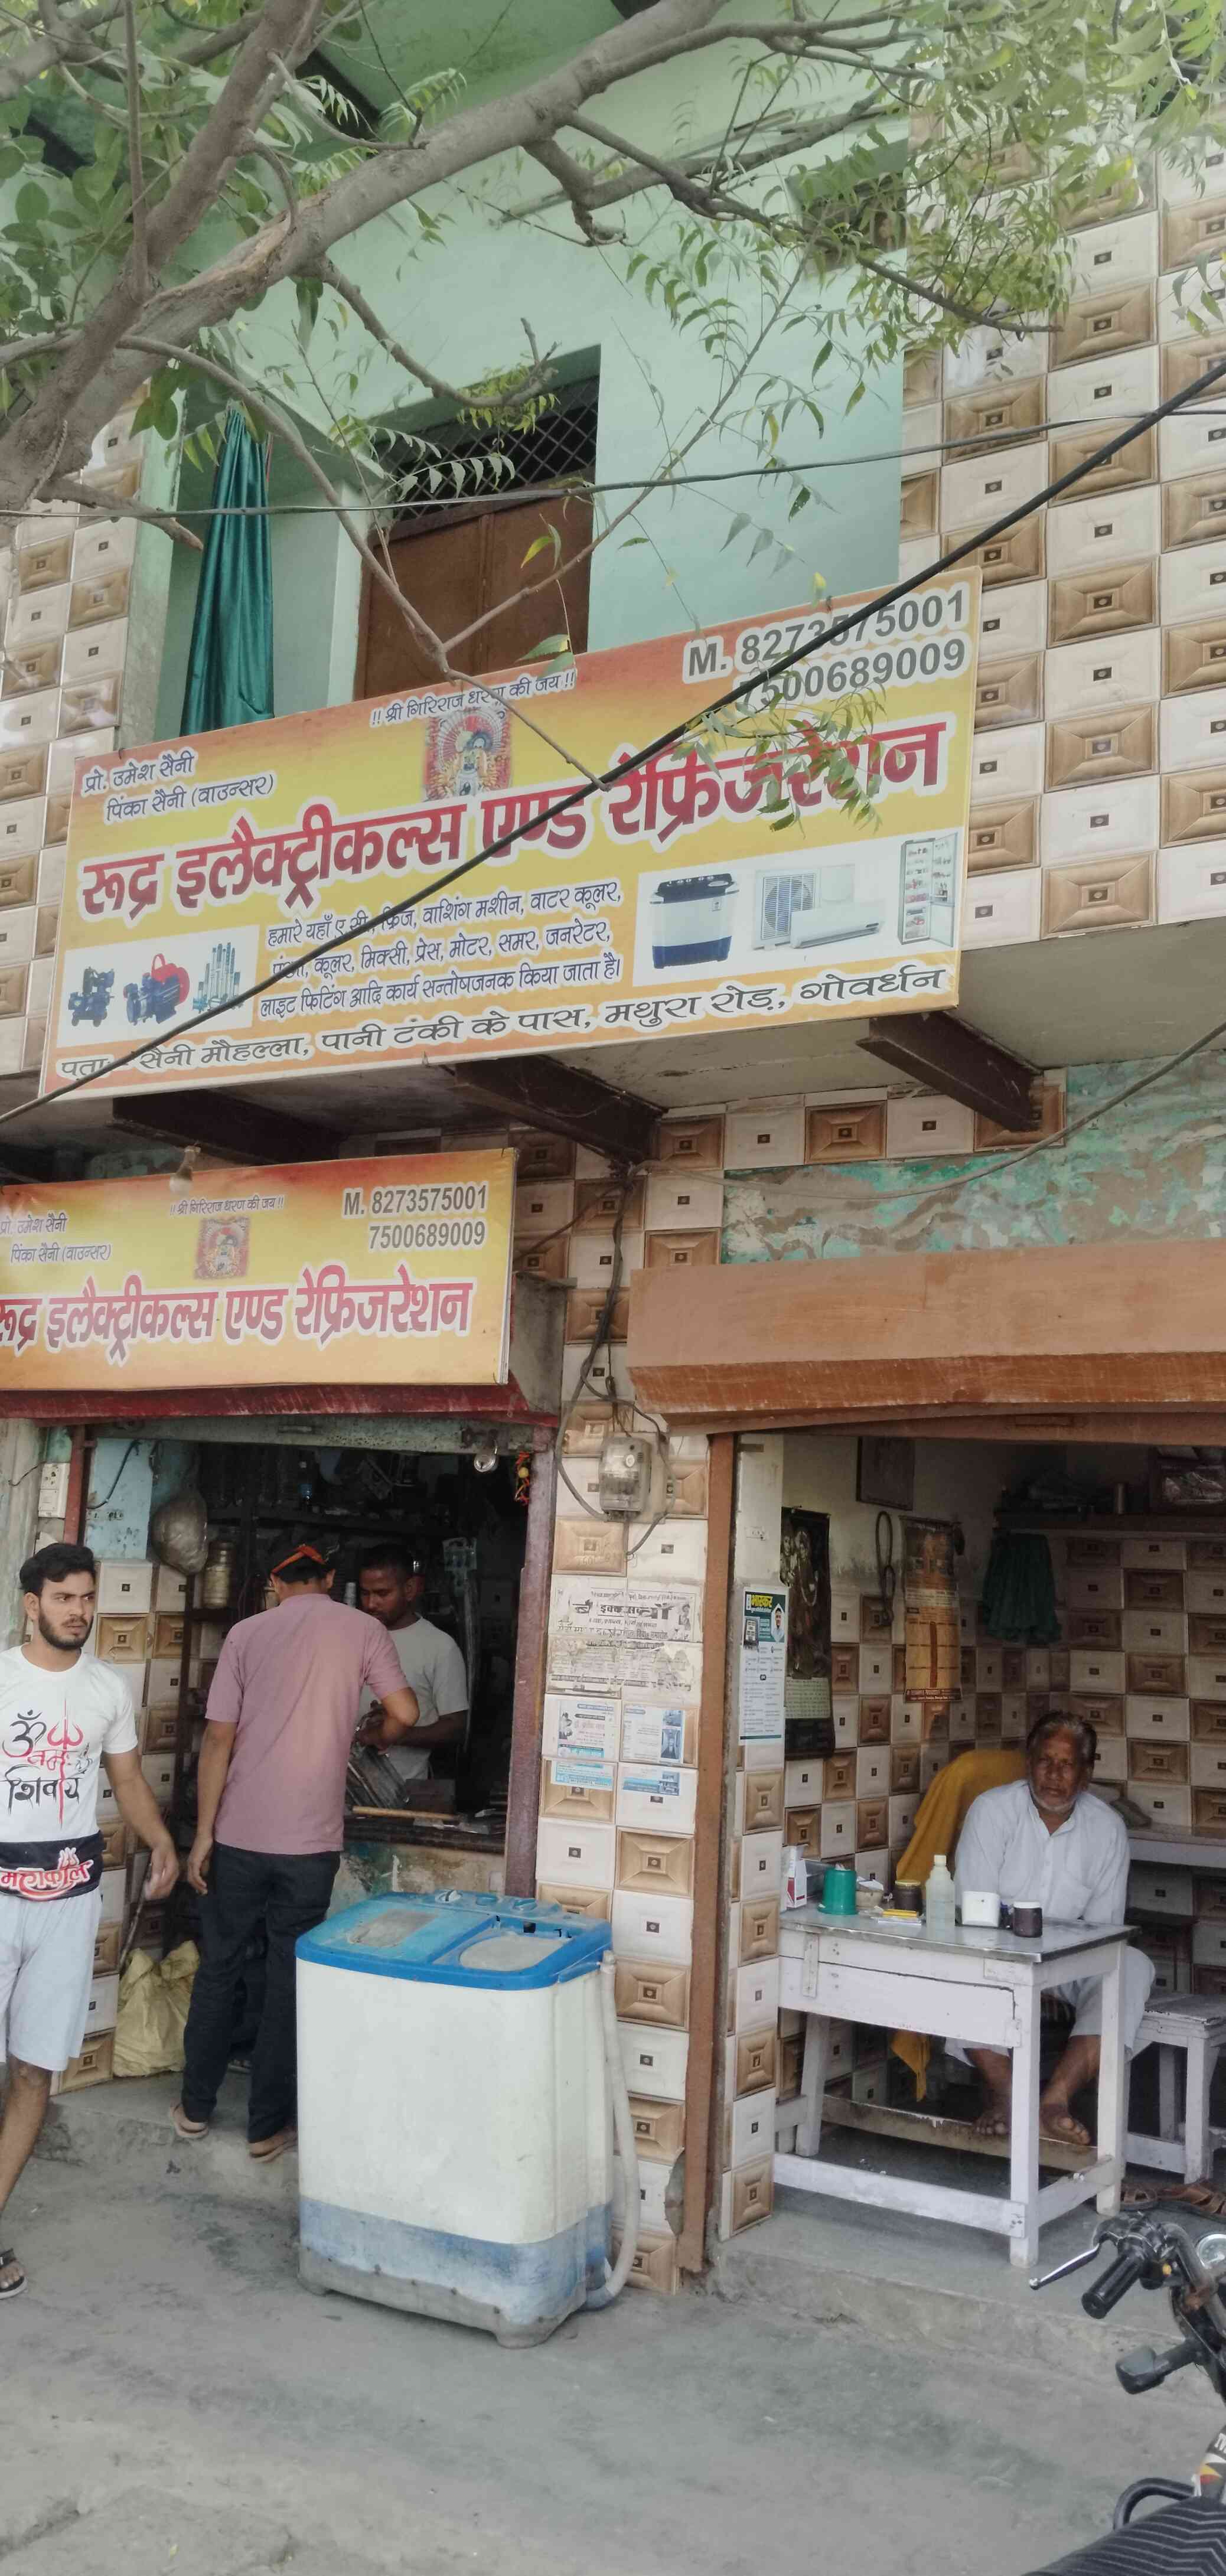 !! श्री गिरिराज धरण की जय !!
M. 8273575001
7500689009
प्रो. उमेश सैनी
पिंका सैनी (वाउन्सर)
रूद्र इलैक्ट्रीकल्स एण्ड रेफ्रिजरेशन
हमारे यहाँ ए.सी., फ्रिज, वाशिंग मशीन, वाटर कूलर,
पंखा, कूलर, मिक्सी, प्रेस, मोटर, समर, जनरेटर,
लाइट फिटिंग आदि कार्य सन्तोषजनक किया जाता है।
पता:- सैनी मौहल्ला, पानी टंकी के पास, मथुरा रोड़, गोवर्धन
!! श्री गिरिराज धरण की जय !!
M. 8273575001
7500689009
प्रो. उमेश सैनी
पिंका सैनी (वाउन्सर)
रूद्र इलैक्ट्रीकल्स एण्ड रेफ्रिजरेशन
ॐ
नमः
शिवाय
महाकाल
भास्कर